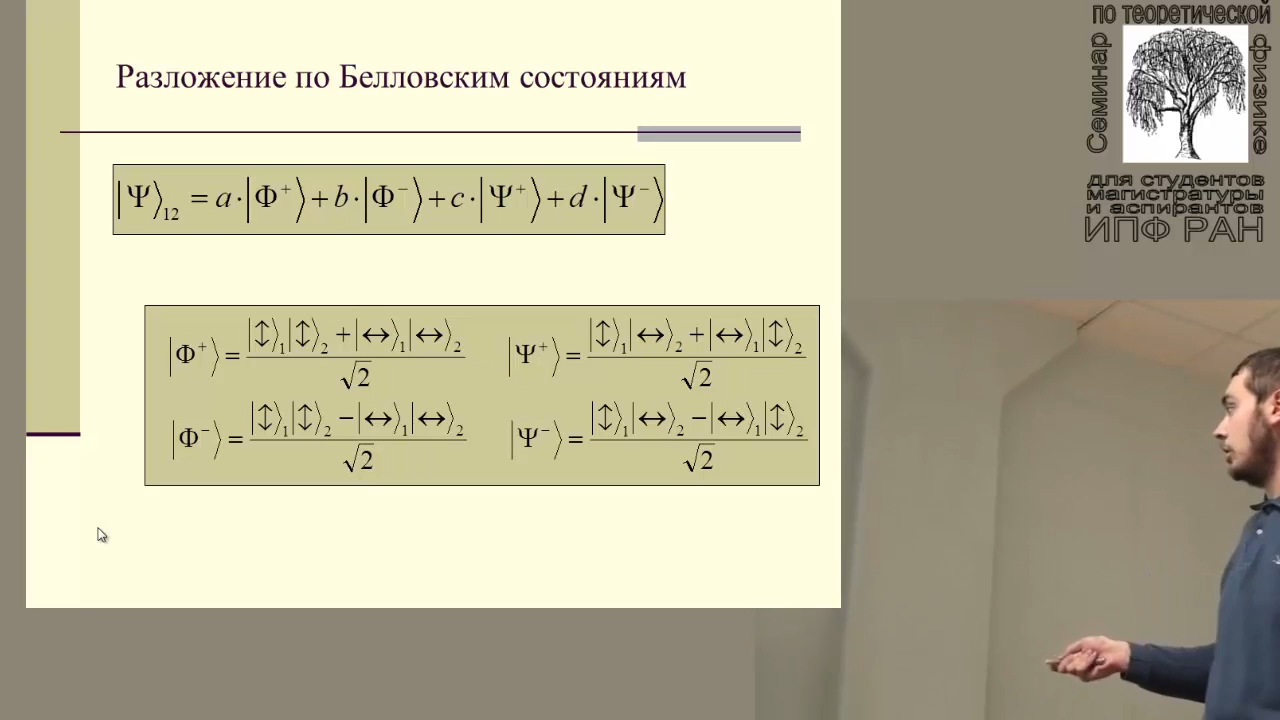 Разложение по Белловским состояниям
|Ψ⟩₁₂ = a·|Φ⁺⟩ + b·|Φ⁻⟩ + c·|Ψ⁺⟩ + d·|Ψ⁻⟩
|Φ⁺⟩ = (|↕⟩₁|↕⟩₂ + |↔⟩₁|↔⟩₂) / √2
|Ψ⁺⟩ = (|↕⟩₁|↔⟩₂ + |↔⟩₁|↕⟩₂) / √2
|Φ⁻⟩ = (|↕⟩₁|↕⟩₂ − |↔⟩₁|↔⟩₂) / √2
|Ψ⁻⟩ = (|↕⟩₁|↔⟩₂ − |↔⟩₁|↕⟩₂) / √2
Семинар
по теоретической
физике
для студентов
магистратуры
и аспирантов
ИПФ РАН